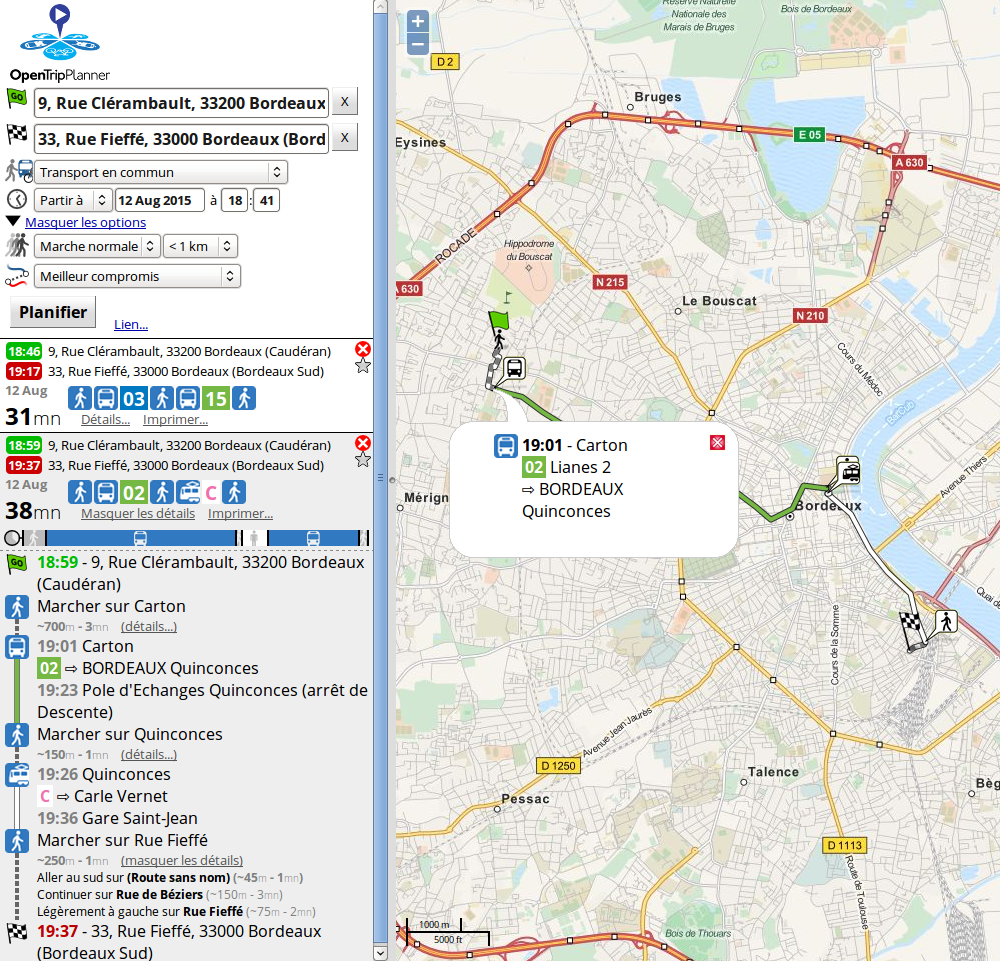 OpenTripPlanner
GO
9, Rue Clérambault, 33200 Bordeaux
X
33, Rue Fieffé, 33000 Bordeaux (Bord
X
Transport en commun
Partir à
12 Aug 2015
à
18
:
41
Masquer les options
Marche normale
< 1 km
Meilleur compromis
Planifier
Lien...
18:46 9, Rue Clérambault, 33200 Bordeaux (Caudéran)
19:17 33, Rue Fieffé, 33000 Bordeaux (Bordeaux Sud)
12 Aug
31mn
03
15
Détails...
Imprimer...
18:59 9, Rue Clérambault, 33200 Bordeaux (Caudéran)
19:37 33, Rue Fieffé, 33000 Bordeaux (Bordeaux Sud)
12 Aug
38mn
02
C
Masquer les détails
Imprimer...
GO
18:59 - 9, Rue Clérambault, 33200 Bordeaux
(Caudéran)
Marcher sur Carton
~700m - 3mn (détails...)
19:01 Carton
02 ⇨ BORDEAUX Quinconces
19:23 Pole d'Echanges Quinconces (arrêt de
Descente)
Marcher sur Quinconces
~150m - 1mn (détails...)
19:26 Quinconces
C ⇨ Carle Vernet
19:36 Gare Saint-Jean
Marcher sur Rue Fieffé
~250m - 1mn (masquer les détails)
Aller au sud sur (Route sans nom) (~45m - 1mn)
Continuer sur Rue de Béziers (~150m - 3mn)
Légèrement à gauche sur Rue Fieffé (~75m - 2mn)
19:37 - 33, Rue Fieffé, 33000 Bordeaux
(Bordeaux Sud)
+
−
Réserve Naturelle
Nationale des
Marais de Bruges
Bois de Bordeaux
D 2
Bruges
E 05
Eysines
A 630
ROCADE
Hippodrome
du Bouscat
A 630
N 215
Le Bouscat
N 210
Cours du Médoc
19:01 - Carton
02 Lianes 2
⇨ BORDEAUX
Quinconces
Mérign
Bordeaux
Avenue Thiers
Quai de
Cours de la Somme
Avenue Jean Jaurès
D 1250
Talence
Bèg
Pessac
D 1113
Route de Toulouse
Bois de Thouars
1000 m
5000 ft